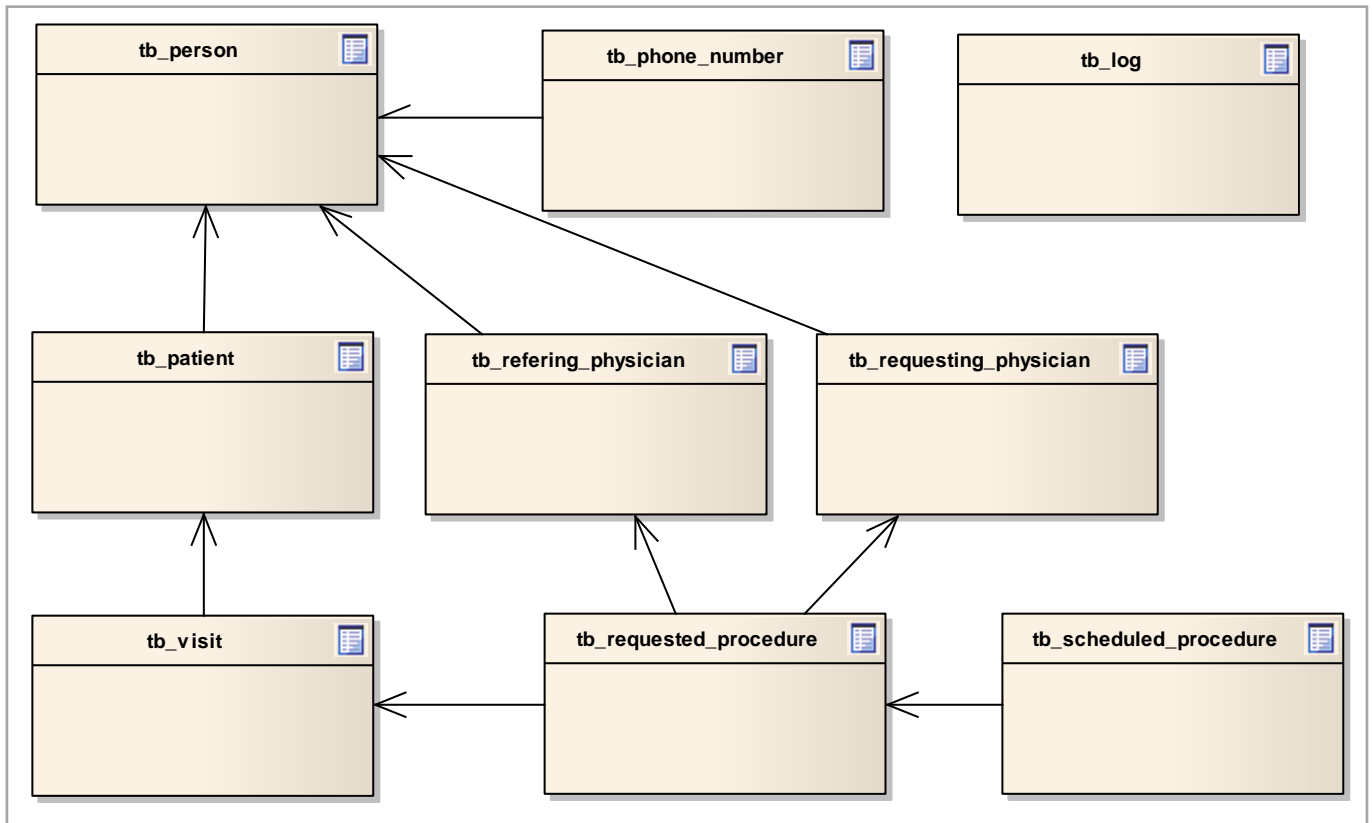 tb_person
tb_phone_number
tb_log
tb_patient
tb_refering_physician
tb_requesting_physician
tb_visit
tb_requested_procedure
tb_scheduled_procedure